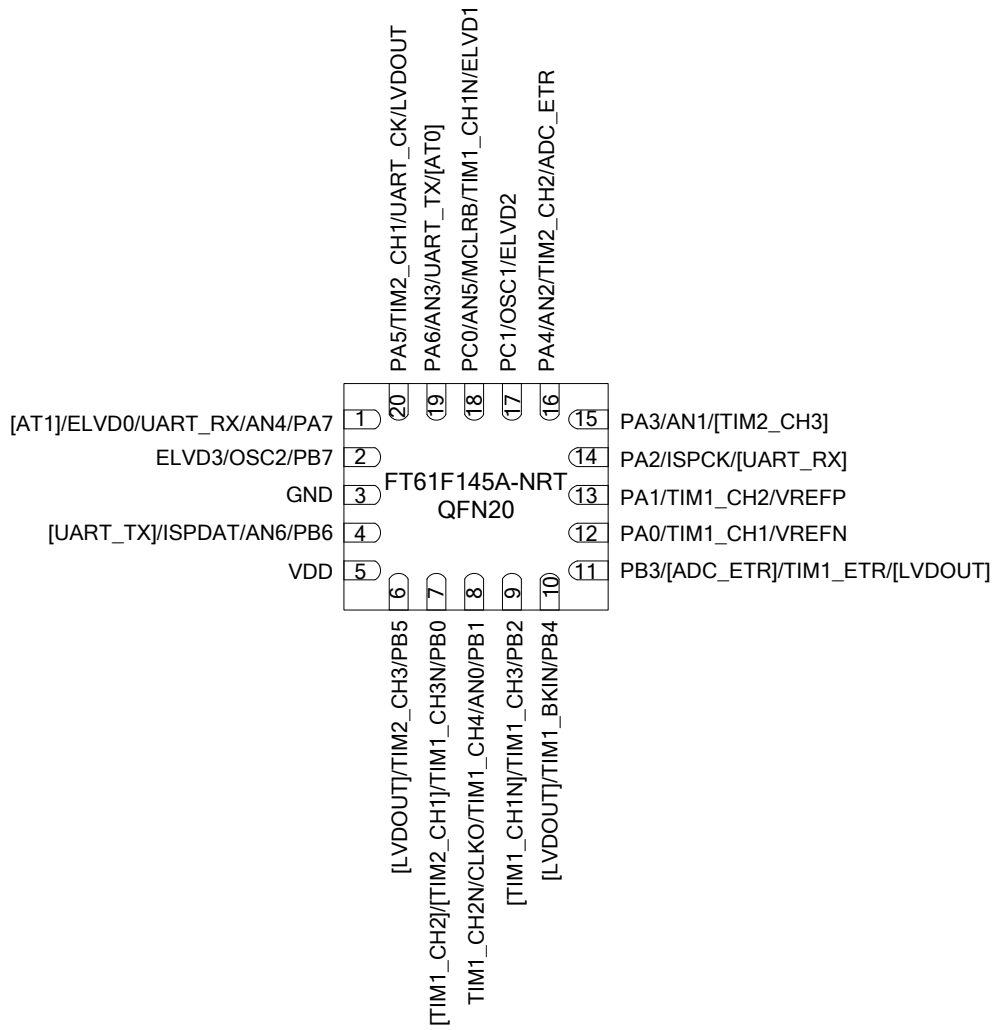 PA5/TIM2_CH1/UART_CK/LVDOUT
PA6/AN3/UART_TX/[AT0]
PC0/AN5/MCLRB/TIM1_CH1N/ELVD1
PC1/OSC1/ELVD2
PA4/AN2/TIM2_CH2/ADC_ETR
20
19
18
17
16
[AT1]/ELVD0/UART_RX/AN4/PA7 1
ELVD3/OSC2/PB7 2
GND 3
[UART_TX]/ISPDAT/AN6/PB6 4
VDD 5
FT61F145A-NRT
QFN20
15 PA3/AN1/[TIM2_CH3]
14 PA2/ISPCK/[UART_RX]
13 PA1/TIM1_CH2/VREFP
12 PA0/TIM1_CH1/VREFN
11 PB3/[ADC_ETR]/TIM1_ETR/[LVDOUT]
6
7
8
9
10
[LVDOUT]/TIM2_CH3/PB5
[TIM1_CH2]/[TIM2_CH1]/TIM1_CH3N/PB0
TIM1_CH2N/CLKO/TIM1_CH4/AN0/PB1
[TIM1_CH1N]/TIM1_CH3/PB2
[LVDOUT]/TIM1_BKIN/PB4